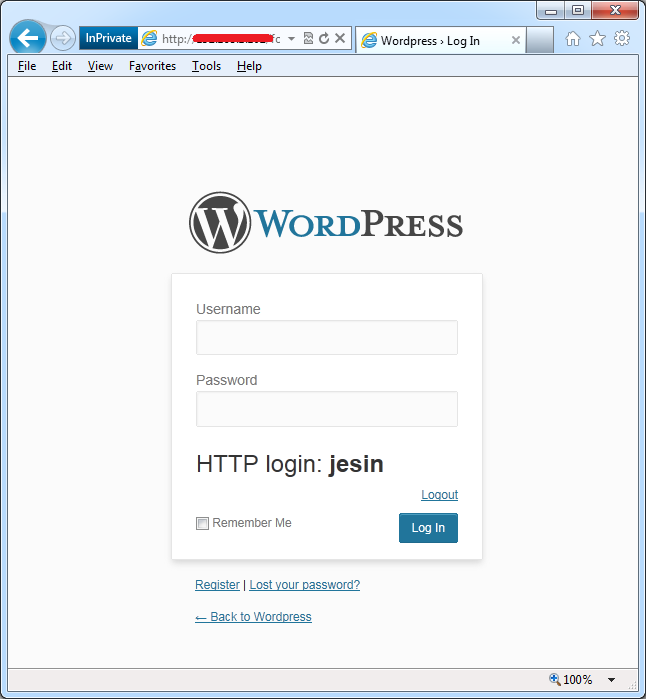 InPrivate
http://
Wordpress › Log In
File Edit View Favorites Tools Help
WORDPRESS
Username
Password
HTTP login: jesin
Logout
Remember Me
Log In
Register | Lost your password?
← Back to Wordpress
100%